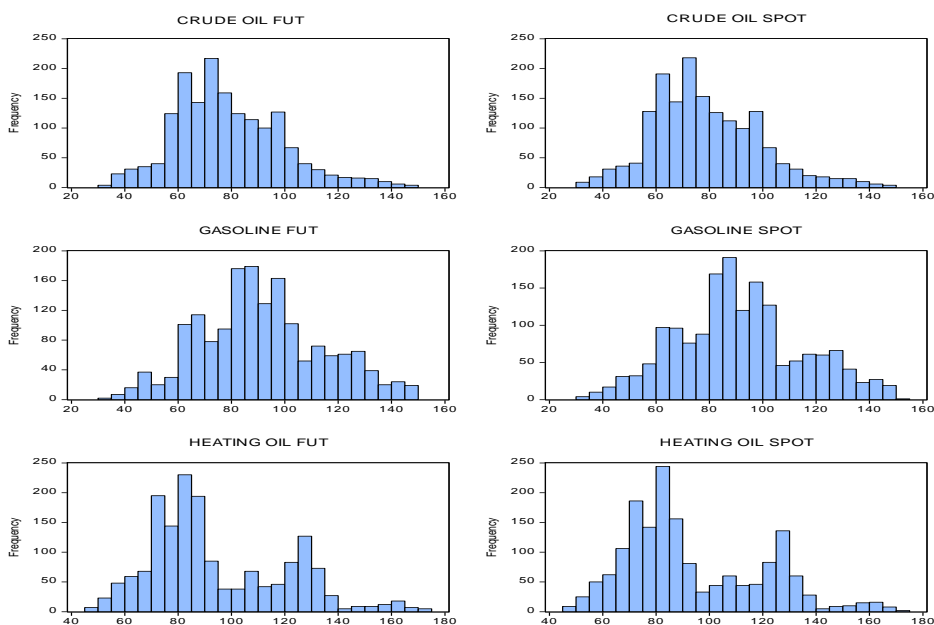 CRUDE OIL FUT
250
200
150
100
50
0
Frequency
20 40 60 80 100 120 140 160
CRUDE OIL SPOT
250
200
150
100
50
0
Frequency
20 40 60 80 100 120 140 160
GASOLINE FUT
200
160
120
80
40
0
Frequency
20 40 60 80 100 120 140 160
GASOLINE SPOT
200
150
100
50
0
Frequency
20 40 60 80 100 120 140 160
HEATING OIL FUT
250
200
150
100
50
0
Frequency
40 60 80 100 120 140 160 180
HEATING OIL SPOT
250
200
150
100
50
0
Frequency
40 60 80 100 120 140 160 180